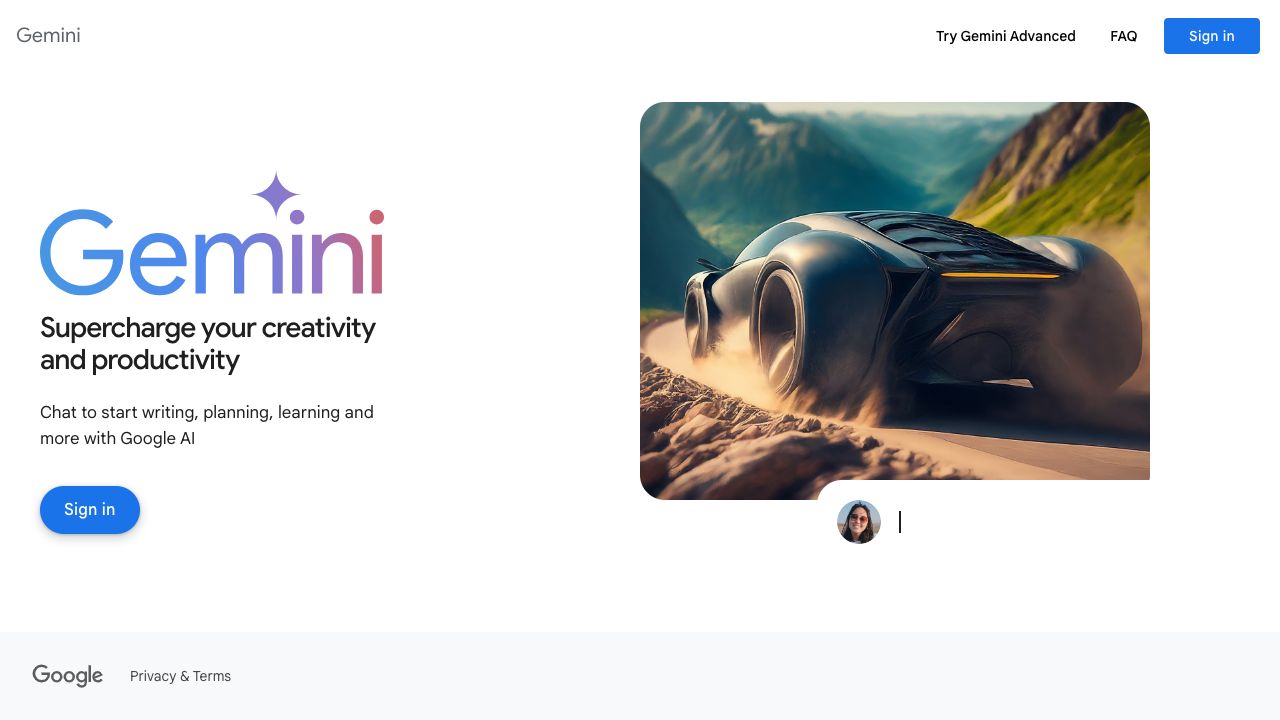 Gemini
Try Gemini Advanced
FAQ
Sign in
Gemini
Supercharge your creativity
and productivity
Chat to start writing, planning, learning and
more with Google AI
Sign in
Google
Privacy & Terms